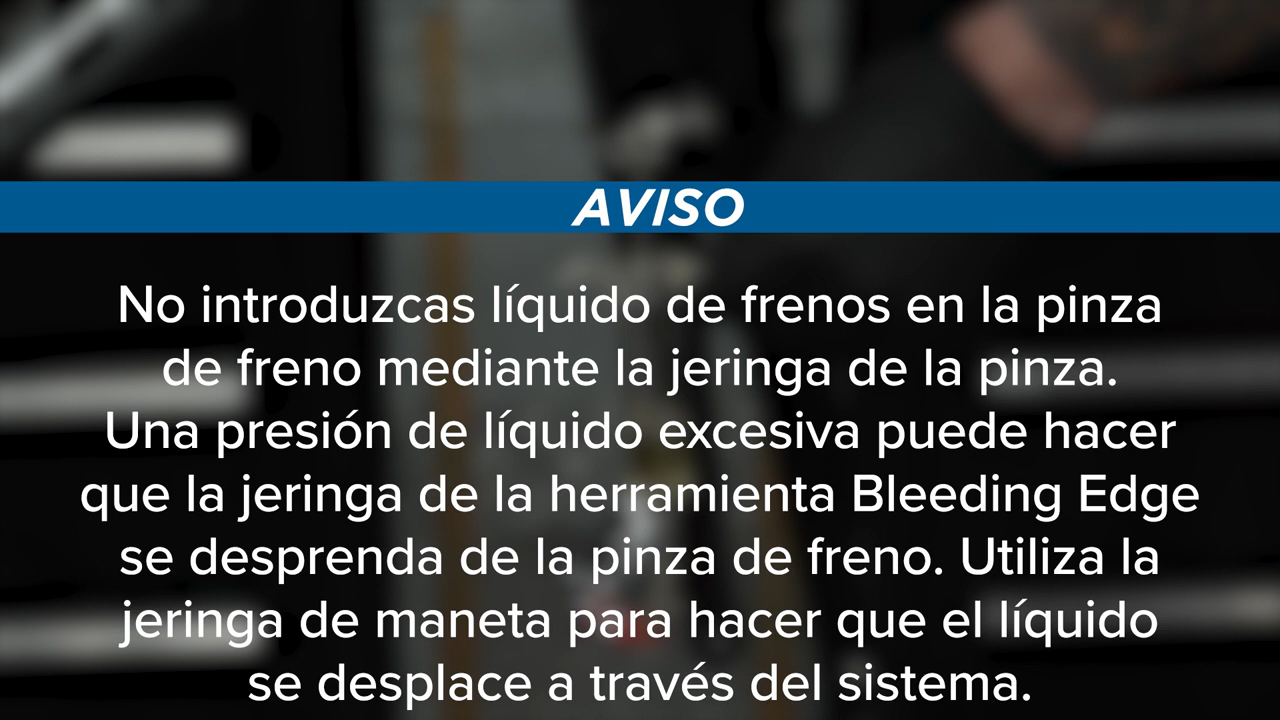 AVISO
No introduzcas líquido de frenos en la pinza
de freno mediante la jeringa de la pinza.
Una presión de líquido excesiva puede hacer
que la jeringa de la herramienta Bleeding Edge
se desprenda de la pinza de freno. Utiliza la
jeringa de maneta para hacer que el líquido
se desplace a través del sistema.